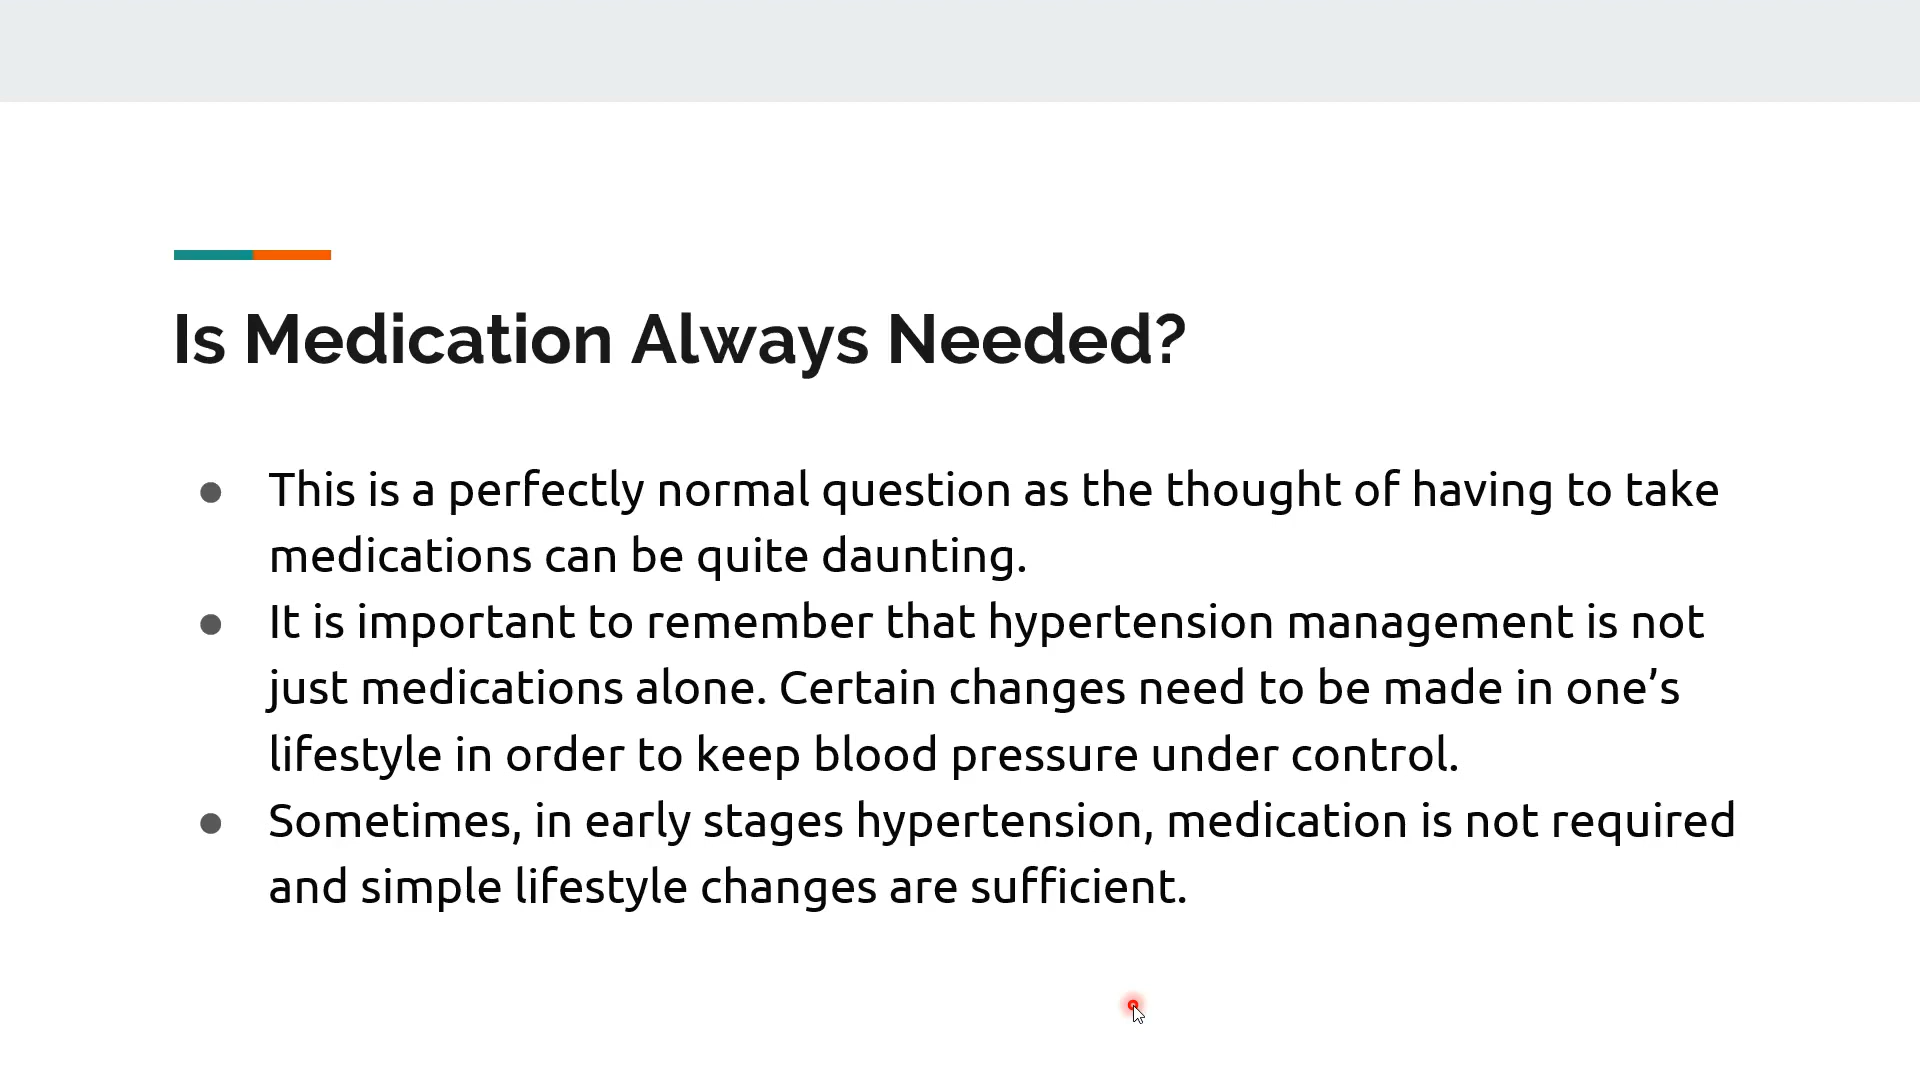 Is Medication Always Needed?
● This is a perfectly normal question as the thought of having to take
medications can be quite daunting.
● It is important to remember that hypertension management is not
just medications alone. Certain changes need to be made in one’s
lifestyle in order to keep blood pressure under control.
● Sometimes, in early stages hypertension, medication is not required
and simple lifestyle changes are sufficient.